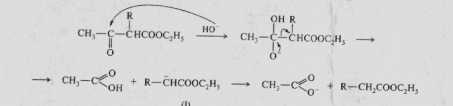 R OH R
CH₃—C—CHCOOC₂H₅ HO⁻ CH₃—C—CHCOOC₂H₅
O O
CH₃—C O OH + R—CHCOOC₂H₅ CH₃—C O O⁻ + R—CH₂COOC₂H₅
(I)